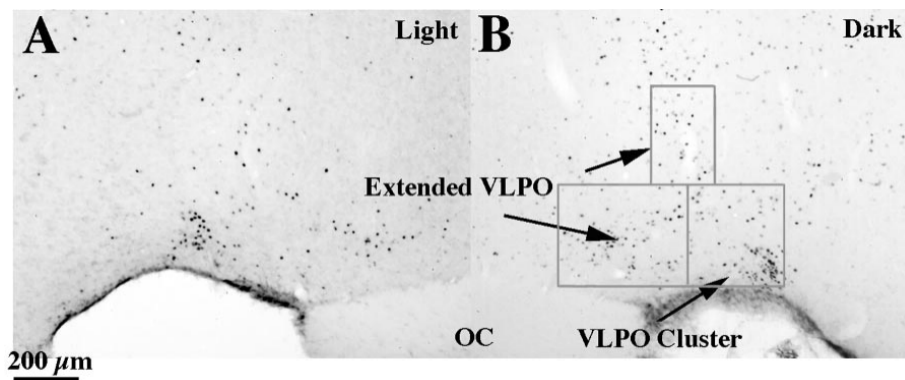 A
Light
B
Dark
Extended VLPO
OC
VLPO Cluster
200 µm